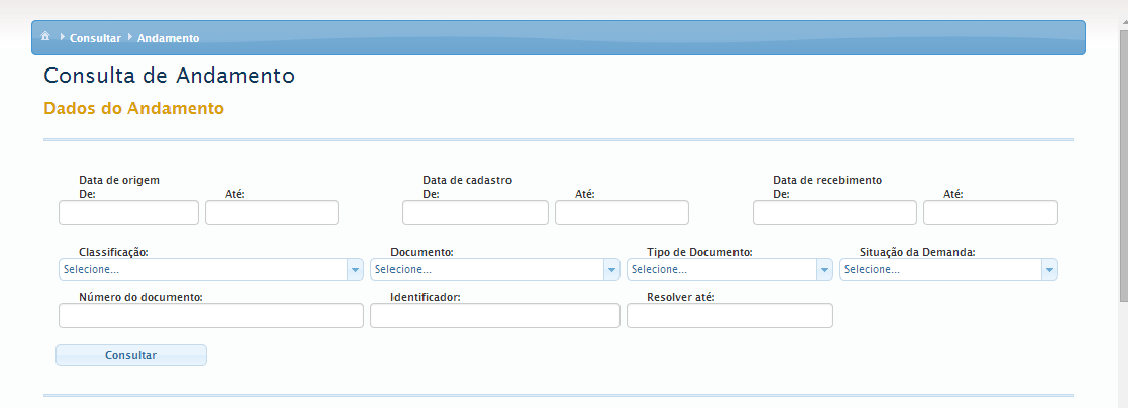 Consultar Andamento
Consulta de Andamento
Dados do Andamento
Data de origem Data de cadastro Data de recebimento
De: Até: De: Até: De: Até:
Classificação: Documento: Tipo de Documento: Situação da Demanda:
Selecione... Selecione... Selecione... Selecione...
Número do documento: Identificador: Resolver até:
Consultar